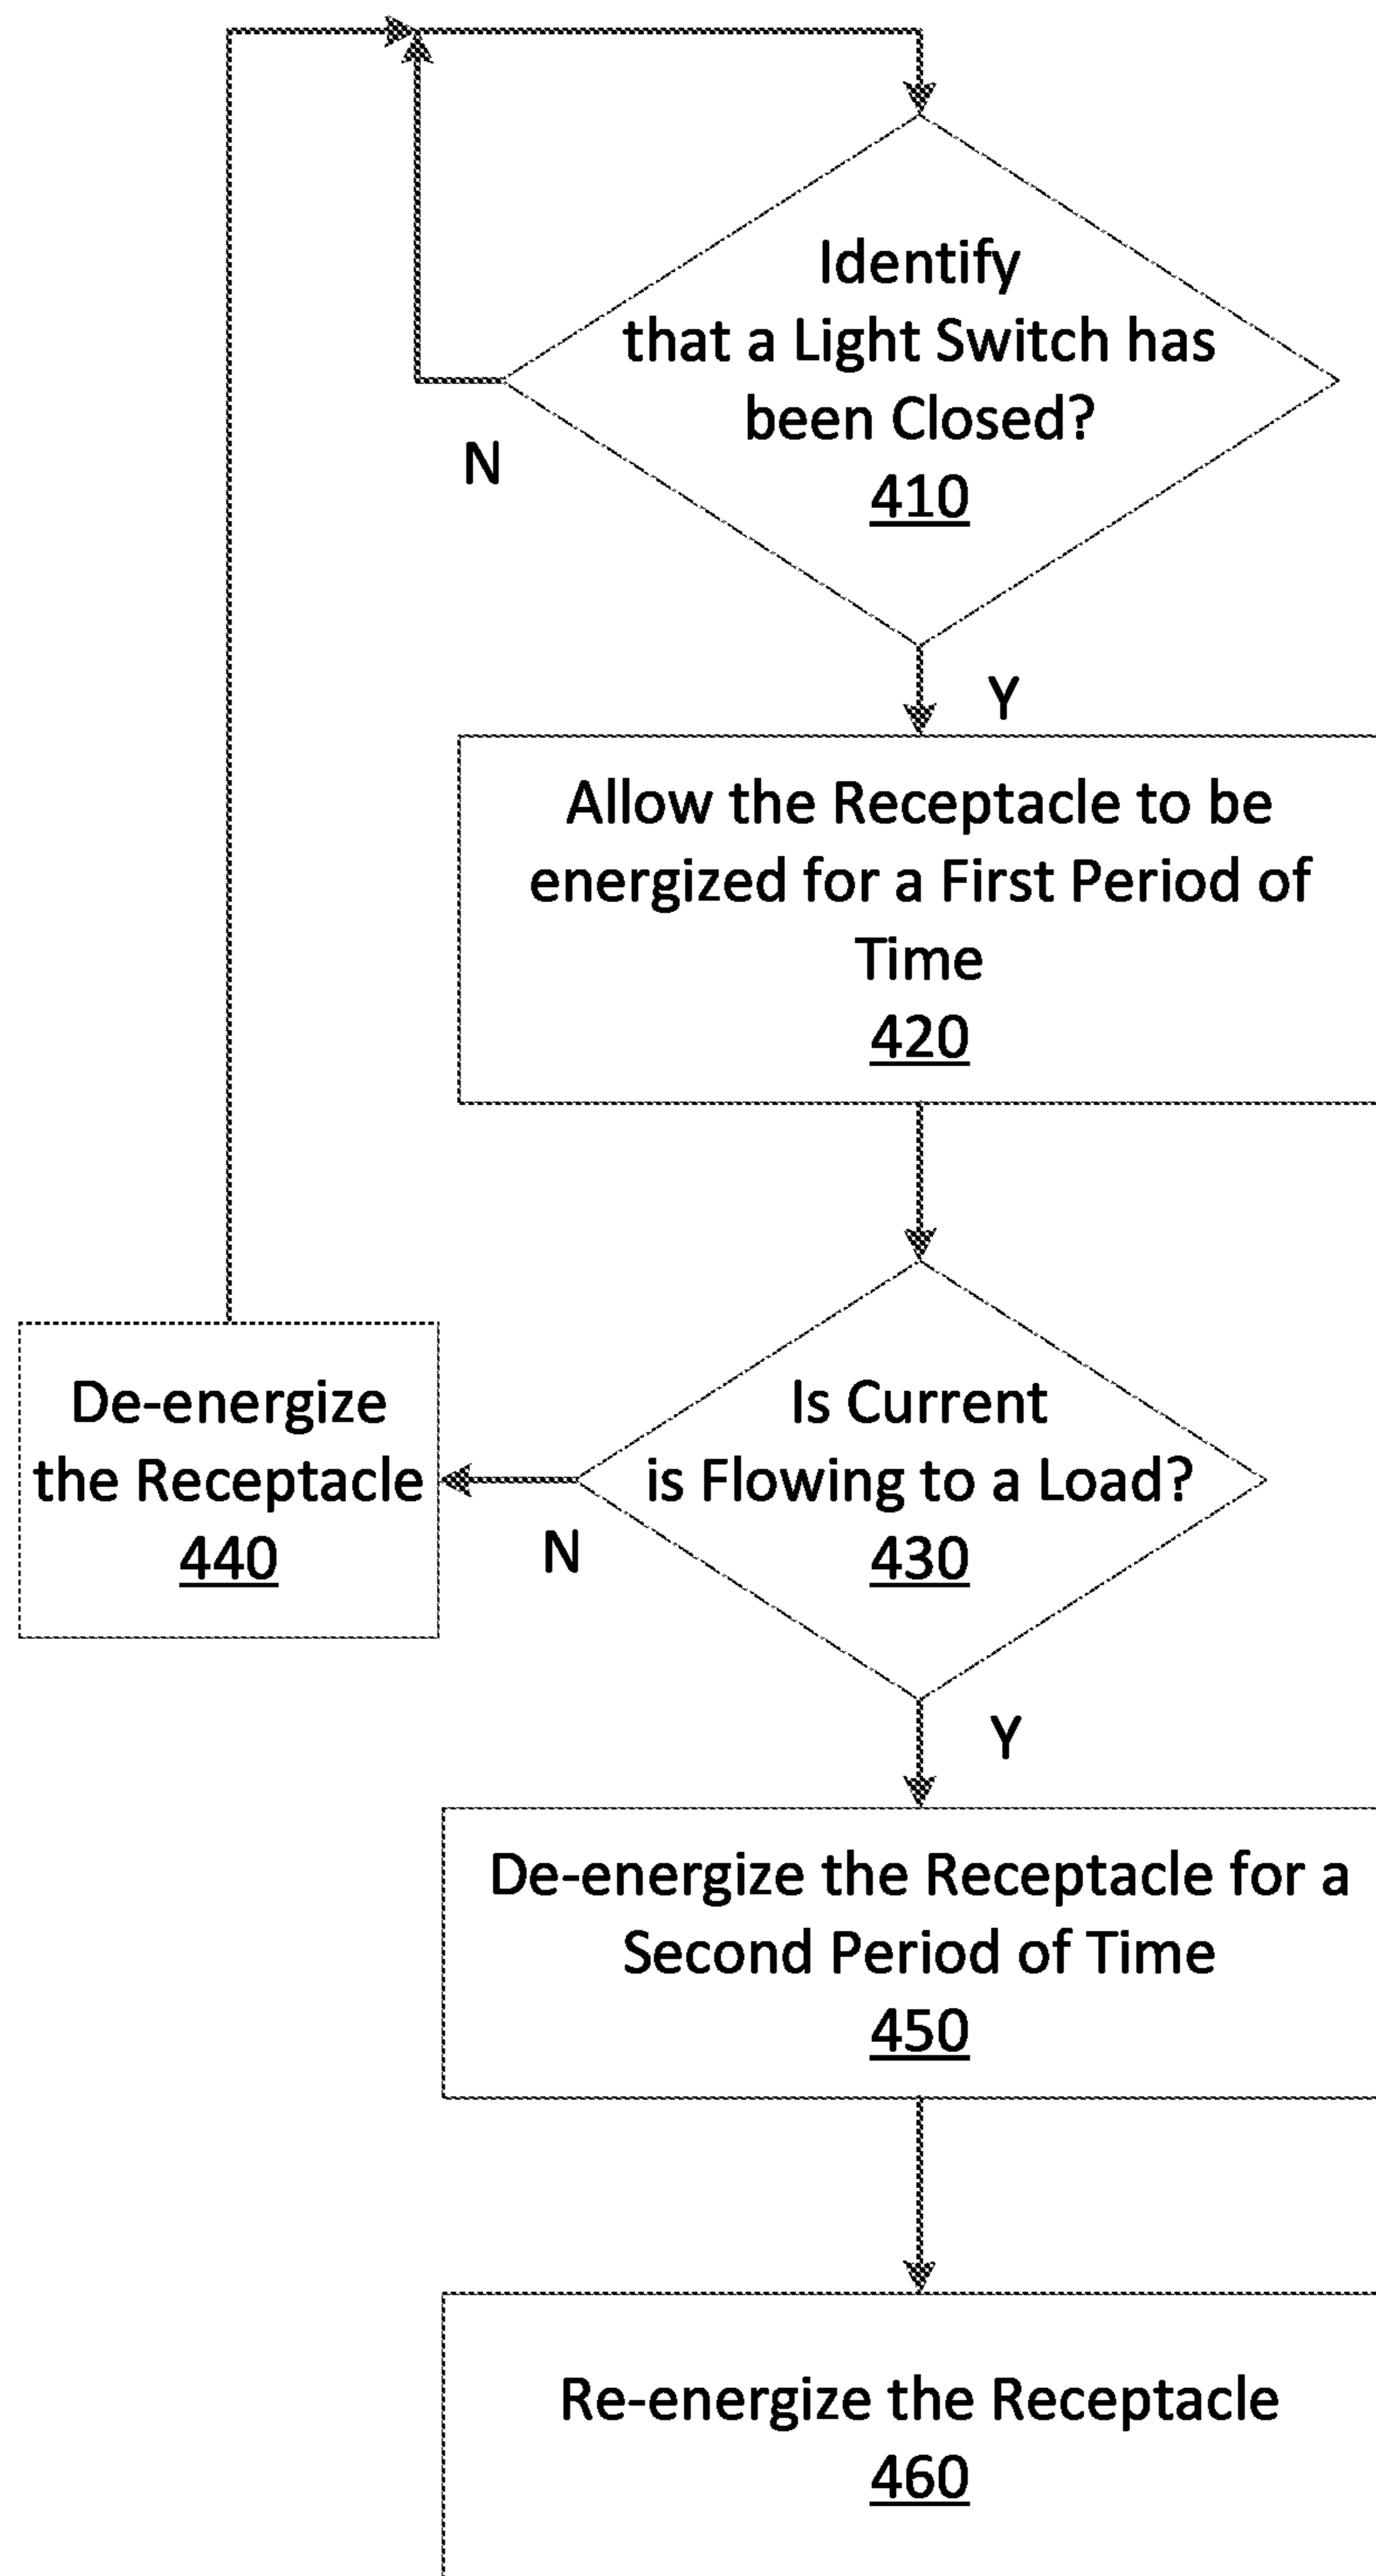 Identify
that a Light Switch has
been Closed?
410
N
Y
Allow the Receptacle to be
energized for a First Period of
Time
420
Is Current
is Flowing to a Load?
430
N
De-energize
the Receptacle
440
Y
De-energize the Receptacle for a
Second Period of Time
450
Re-energize the Receptacle
460